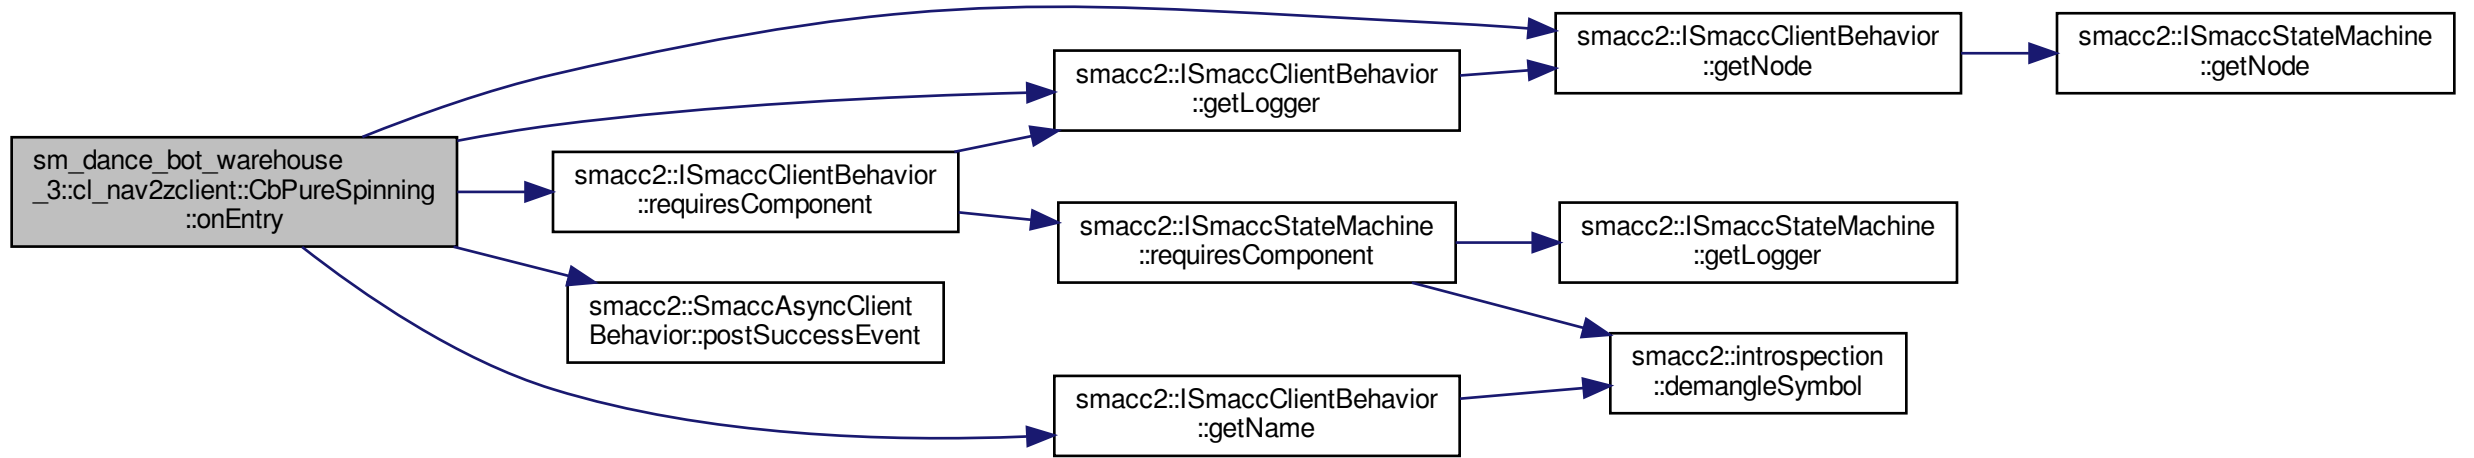 sm_dance_bot_warehouse
_3::cl_nav2zclient::CbPureSpinning
::onEntry
smacc2::ISmaccClientBehavior
::getNode
smacc2::ISmaccStateMachine
::getNode
smacc2::ISmaccClientBehavior
::getLogger
smacc2::ISmaccClientBehavior
::requiresComponent
smacc2::ISmaccStateMachine
::requiresComponent
smacc2::ISmaccStateMachine
::getLogger
smacc2::SmaccAsyncClient
Behavior::postSuccessEvent
smacc2::introspection
::demangleSymbol
smacc2::ISmaccClientBehavior
::getName